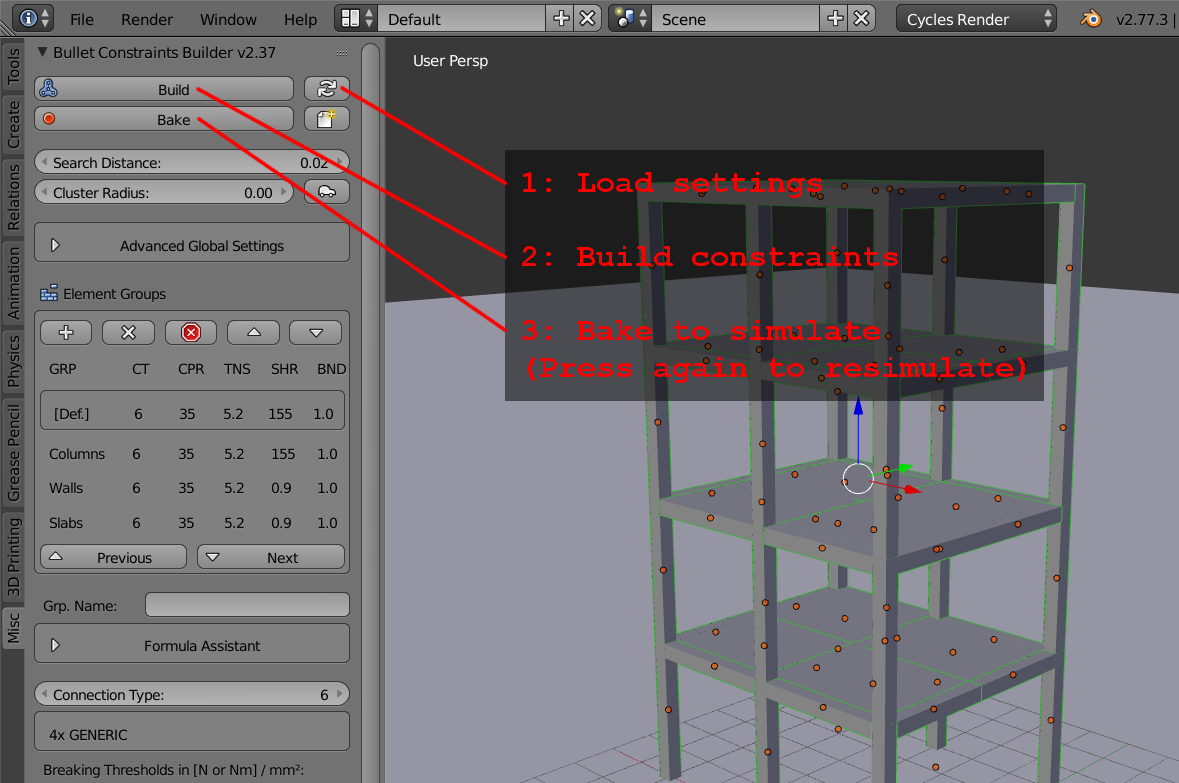 File Render Window Help Default Scene Cycles Render v2.77.3
Tools
Create
Relations
Animation
Physics
Grease Pencil
3D Printing
Misc
Bullet Constraints Builder v2.37
Build
Bake
Search Distance: 0.02
Cluster Radius: 0.00
Advanced Global Settings
Element Groups
GRP CT CPR TNS SHR BND
[Def.] 6 35 5.2 155 1.0
Columns 6 35 5.2 155 1.0
Walls 6 35 5.2 0.9 1.0
Slabs 6 35 5.2 0.9 1.0
Previous Next
Grp. Name:
Formula Assistant
Connection Type: 6
4x GENERIC
Breaking Thresholds in [N or Nm] / mm²:
User Persp
1: Load settings
2: Build constraints
3: Bake to simulate
(Press again to resimulate)